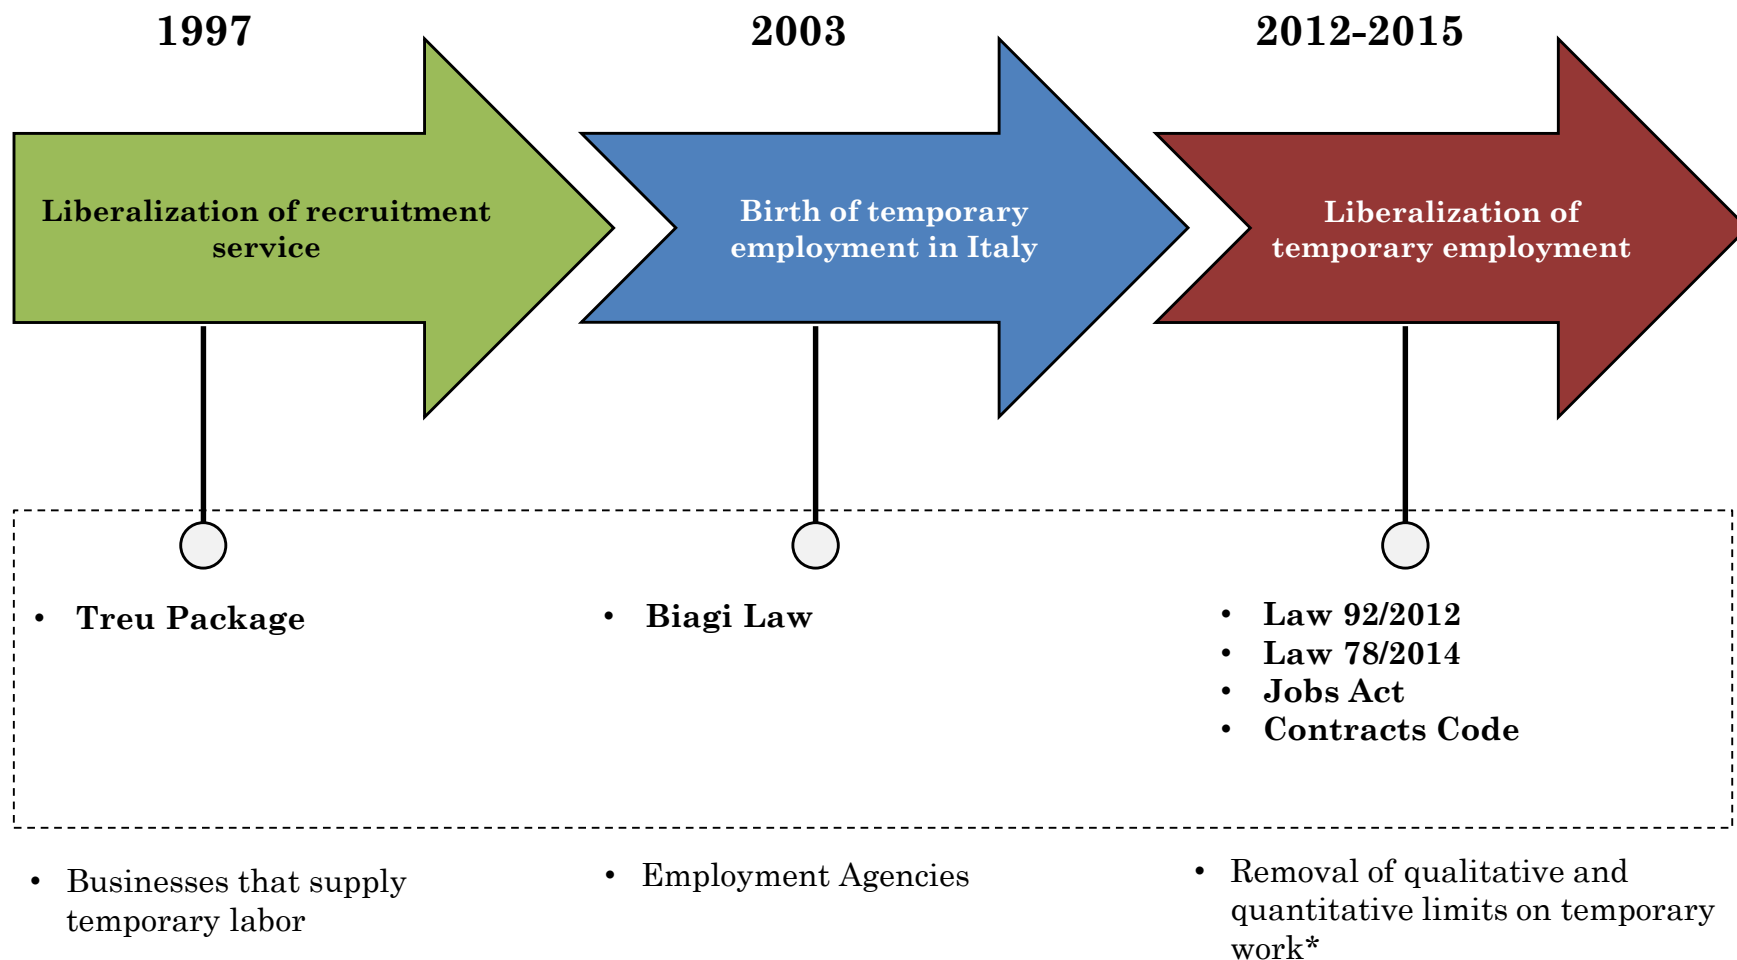 1997
2003
2012-2015
Liberalization of recruitment
service
Birth of temporary
employment in Italy
Liberalization of
temporary employment
• Treu Package
• Biagi Law
• Law 92/2012
• Law 78/2014
• Jobs Act
• Contracts Code
• Businesses that supply
temporary labor
• Employment Agencies
• Removal of qualitative and
quantitative limits on temporary
work*